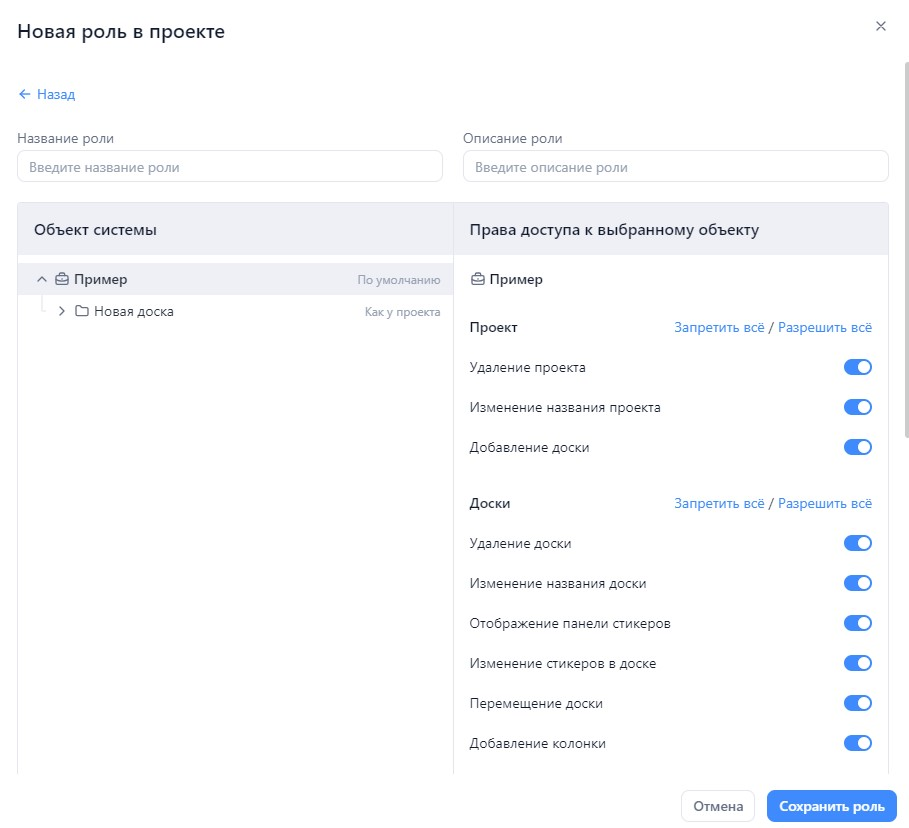 Новая роль в проекте
Назад
Название роли
Описание роли
Введите название роли
Введите описание роли
Объект системы
Права доступа к выбранному объекту
Пример
По умолчанию
Новая доска
Как у проекта
Пример
Проект
Запретить всё / Разрешить всё
Удаление проекта
Изменение названия проекта
Добавление доски
Доски
Запретить всё / Разрешить всё
Удаление доски
Изменение названия доски
Отображение панели стикеров
Изменение стикеров в доске
Перемещение доски
Добавление колонки
Отмена
Сохранить роль